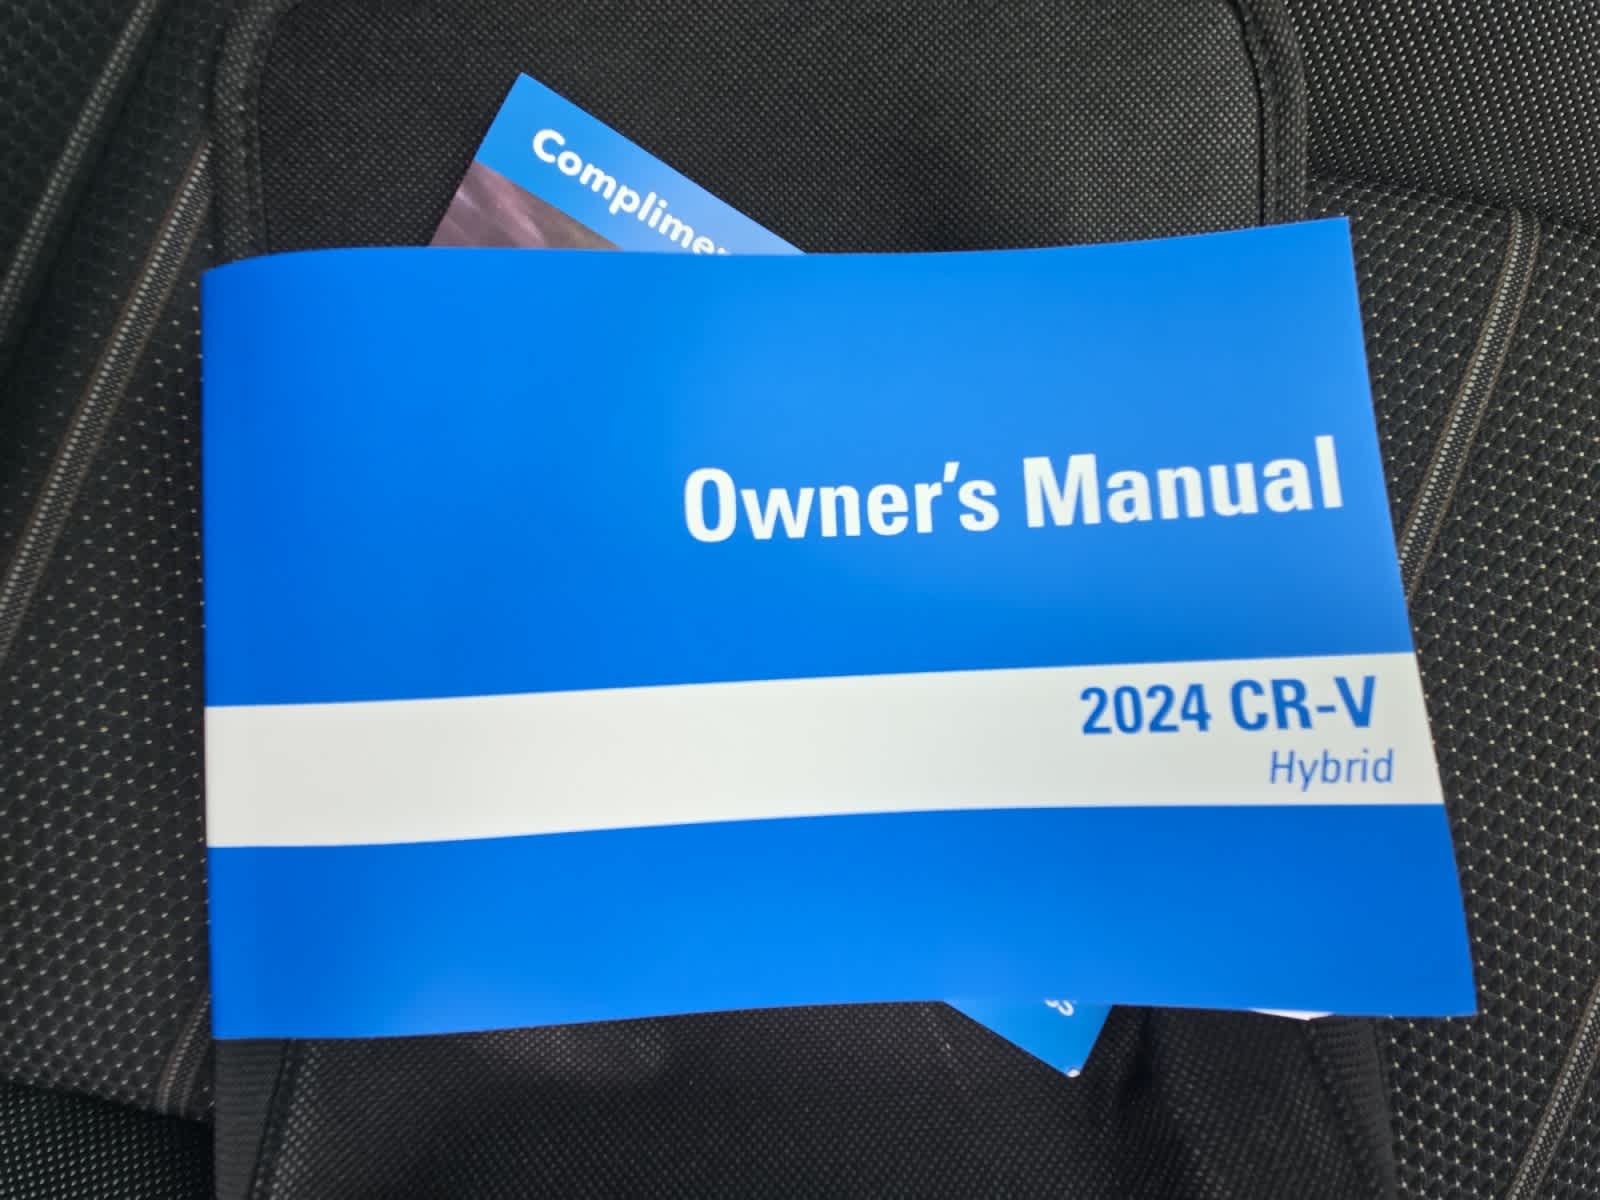 Owner's Manual
2024 CR-V
Hybrid